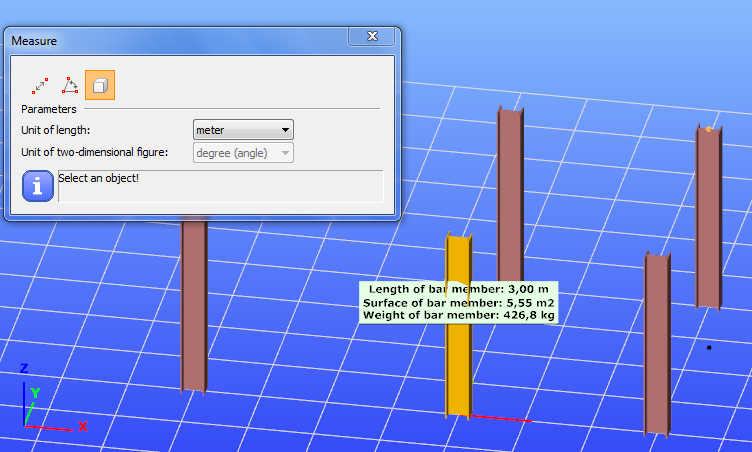 Measure
Parameters
Unit of length:
meter
Unit of two-dimensional figure:
degree (angle)
i
Select an object!
Length of bar member: 3,00 m
Surface of bar member: 5,55 m2
Weight of bar member: 426,8 kg
Z
Y
X